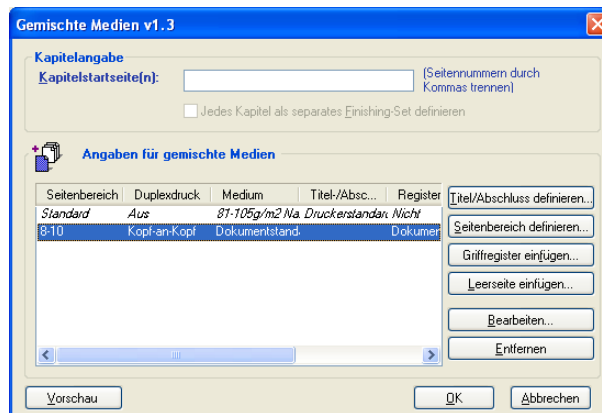 Gemischte Medien v1.3
Kapitelangabe
Kapitelstartseite(n):
(Seitennummern durch
Kommas trennen)
Jedes Kapitel als separates Finishing-Set definieren
Angaben für gemischte Medien
Seitenbereich Duplexdruck Medium Titel-/Absc... Register
Standard Aus 81-105g/m2 Na. Druckerstandard Nicht
8-10 Kopf-an-Kopf Dokumentstand. Dokumer
Titel/Abschluss definieren...
Seitenbereich definieren...
Griffregister einfügen...
Leerseite einfügen...
Bearbeiten...
Entfernen
Vorschau OK Abbrechen